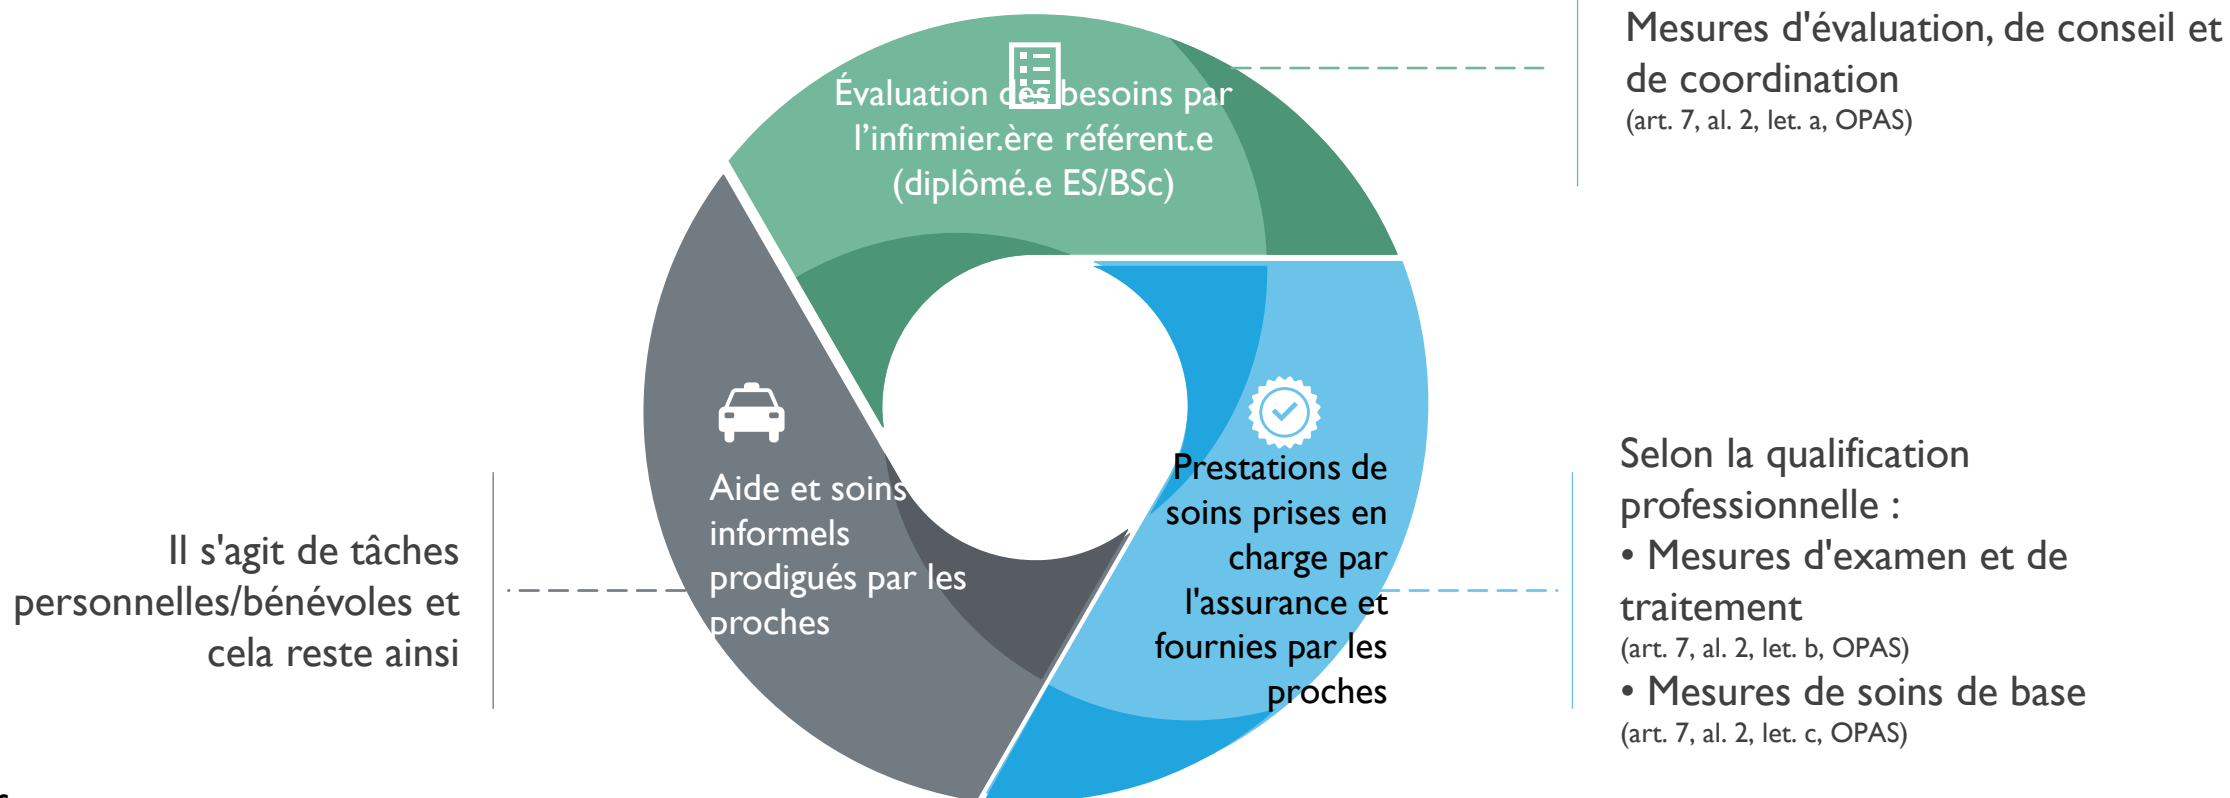 Mesures d'évaluation, de conseil et
de coordination
(art. 7, al. 2, let. a, OPAS)
Évaluation des besoins par
l’infirmier.ère référent.e
(diplômé.e ES/BSc)
Aide et soins
informels
prodigués par les
proches
Il s'agit de tâches
personnelles/bénévoles et
cela reste ainsi
Prestations de
soins prises en
charge par
l'assurance et
fournies par les
proches
Selon la qualification
professionnelle :
• Mesures d'examen et de
traitement
(art. 7, al. 2, let. b, OPAS)
• Mesures de soins de base
(art. 7, al. 2, let. c, OPAS)